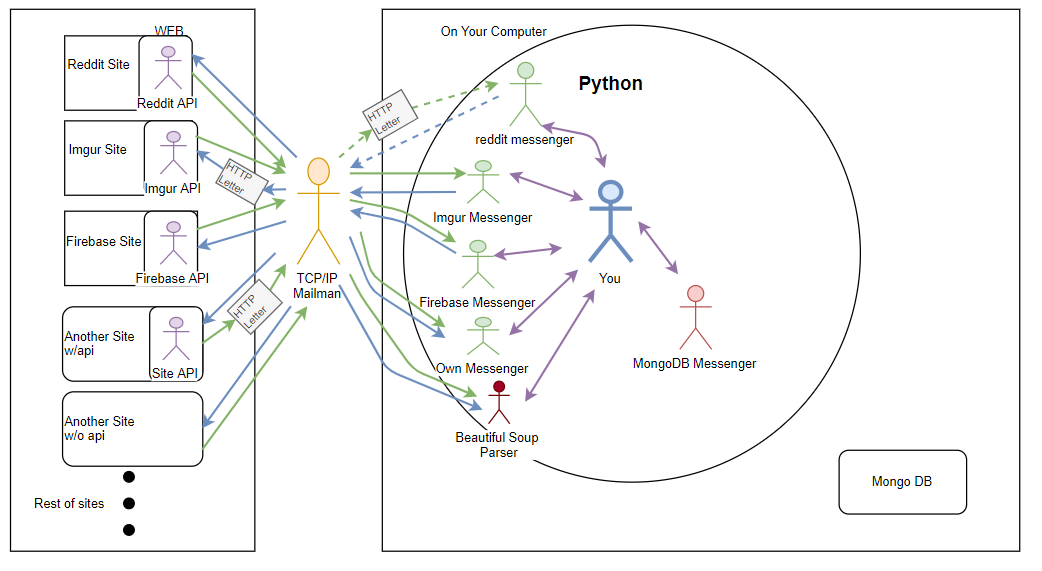 WEB
Reddit Site
Reddit API
Imgur Site
Imgur API
Firebase Site
Firebase API
Another Site
w/api
Site API
Another Site
w/o api
Rest of sites
HTTP
Letter
HTTP
Letter
TCP/IP
Mailman
HTTP
Letter
On Your Computer
Python
reddit messenger
Imgur Messenger
Firebase Messenger
Own Messenger
Beautiful Soup
Parser
You
MongoDB Messenger
Mongo DB